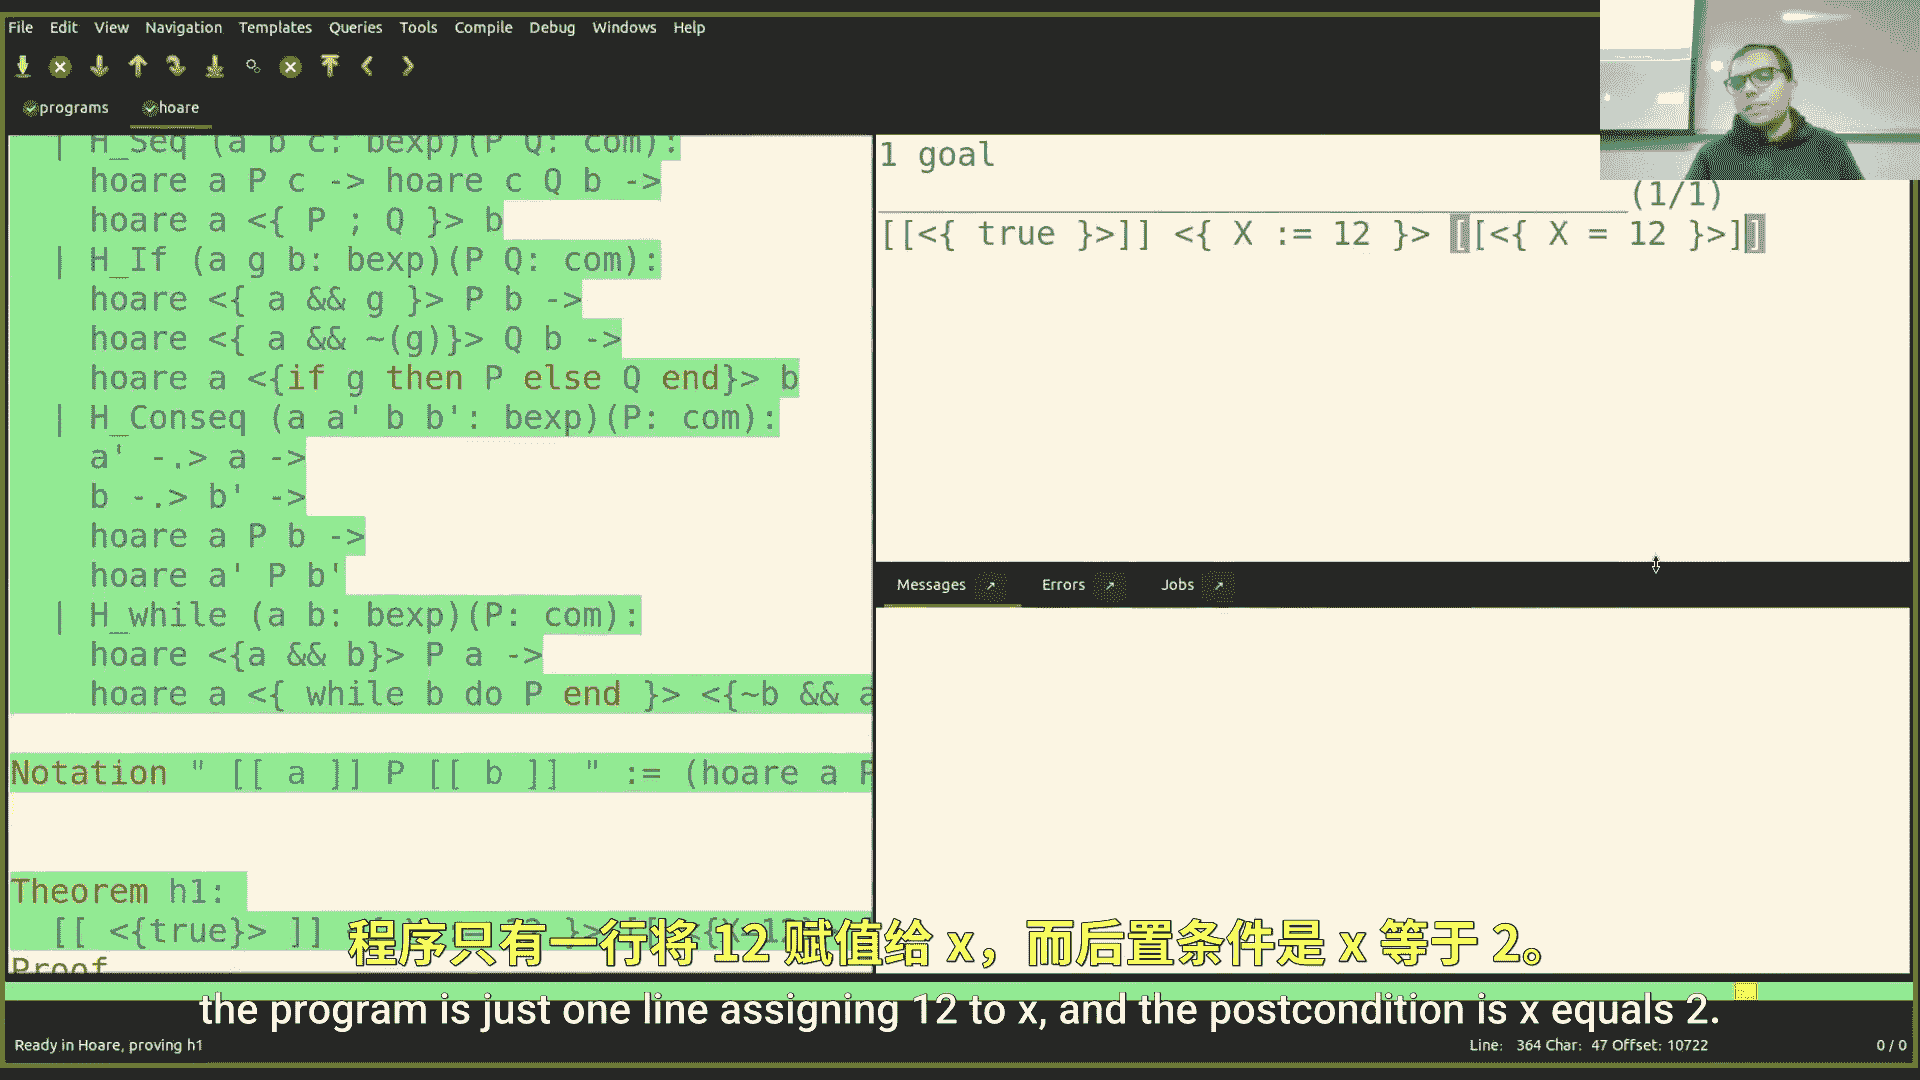 File Edit View Navigation Templates Queries Tools Compile Debug Windows Help
programs hoare
| H_Seq (a b c: bexp)(P Q: com):
hoare a P c -> hoare c Q b ->
hoare a <{ P ; Q }> b
| H_If (a g b: bexp)(P Q: com):
hoare <{ a && g }> P b ->
hoare <{ a && ~(g)}> Q b ->
hoare a <{if g then P else Q end}> b
| H_Conseq (a a' b b': bexp)(P: com):
a' -.> a ->
b -.> b' ->
hoare a P b ->
hoare a' P b'
| H_while (a b: bexp)(P: com):
hoare <{a && b}> P a ->
hoare a <{ while b do P end }> <{~b && a
Notation " [[ a ]] P [[ b ]] " := (hoare a P
Theorem h1:
[[ <{true}> ]]
Proof
1 goal
(1/1)
[[<{ true }>]] <{ X := 12 }> [[<{ X = 12 }>]]
Messages Errors Jobs
程序只有一行将 12 赋值给 x，而后置条件是 x 等于 2。
the program is just one line assigning 12 to x, and the postcondition is x equals 2.
Ready in Hoare, proving h1
Line: 364 Char: 47 Offset: 10722
0 / 0